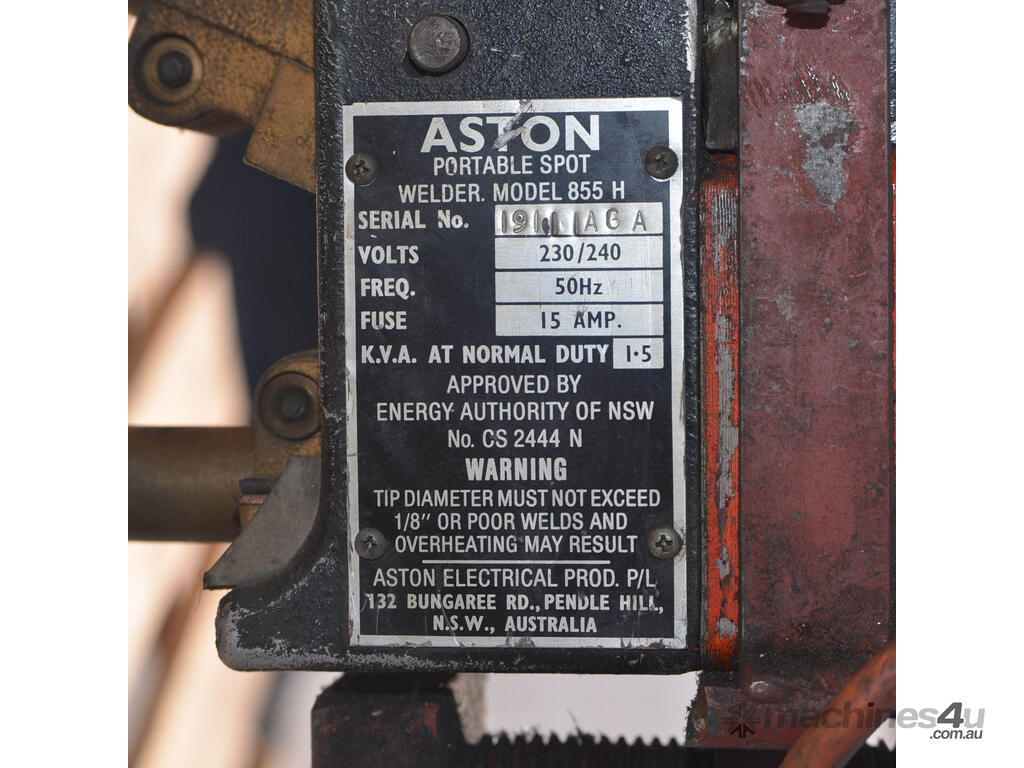 ASTON
PORTABLE SPOT
WELDER. MODEL 855 H
SERIAL No.
VOLTS 230/240
FREQ. 50Hz
FUSE 15 AMP.
K.V.A. AT NORMAL DUTY 1·5
APPROVED BY
ENERGY AUTHORITY OF NSW
No. CS 2444 N
WARNING
TIP DIAMETER MUST NOT EXCEED
1/8" OR POOR WELDS AND
OVERHEATING MAY RESULT
ASTON ELECTRICAL PROD. P/L
132 BUNGAREE RD., PENDLE HILL,
N.S.W., AUSTRALIA
machines4u
.com.au